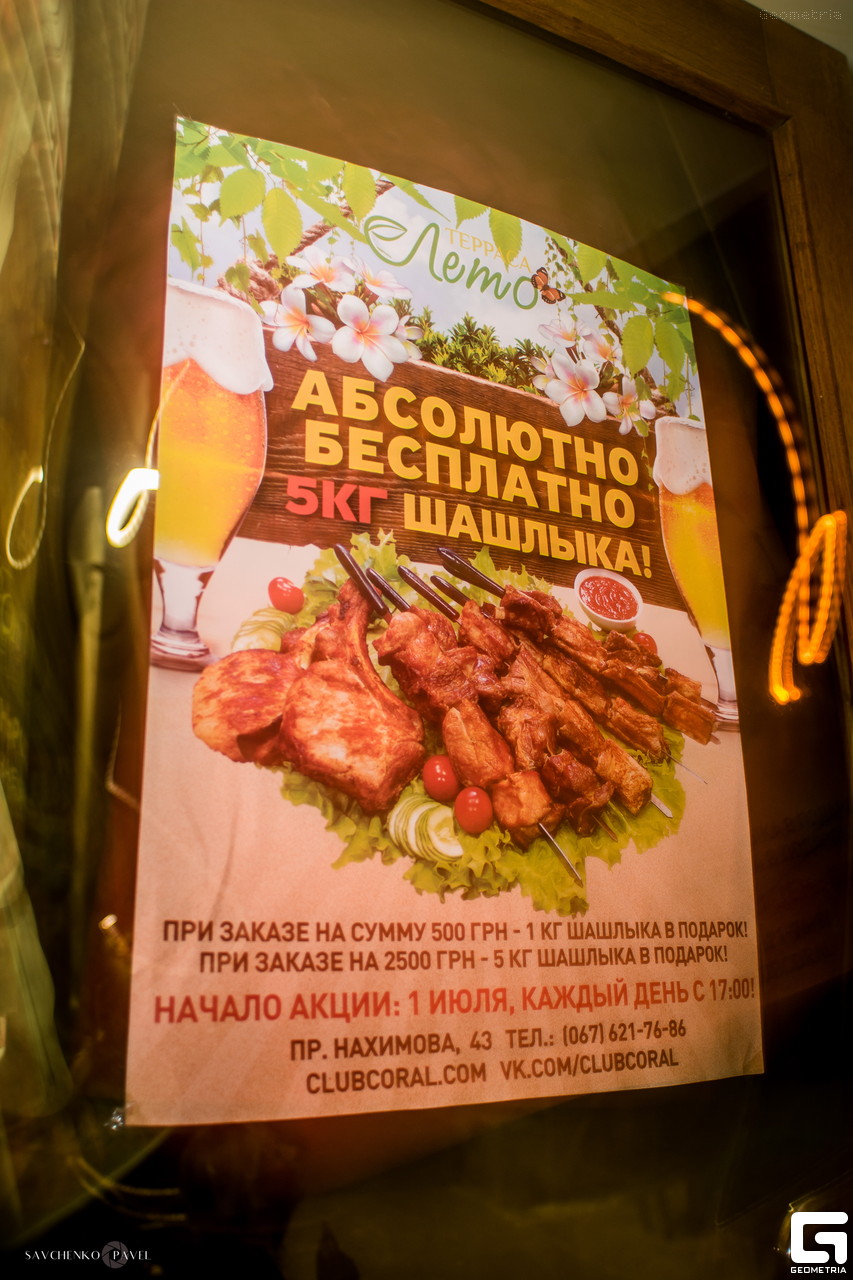 Geometria
ТЕРРАСА
Лето
АБСОЛЮТНО
БЕСПЛАТНО
5КГ ШАШЛЫКА!
ПРИ ЗАКАЗЕ НА СУММУ 500 ГРН - 1 КГ ШАШЛЫКА В ПОДАРОК!
ПРИ ЗАКАЗЕ НА 2500 ГРН - 5 КГ ШАШЛЫКА В ПОДАРОК!
НАЧАЛО АКЦИИ: 1 ИЮЛЯ, КАЖДЫЙ ДЕНЬ С 17:00!
ПР. НАХИМОВА, 43 ТЕЛ.: (067) 621-76-86
CLUBCORAL.COM VK.COM/CLUBCORAL
SAVCHENKO PAVEL
GEOMETRIA